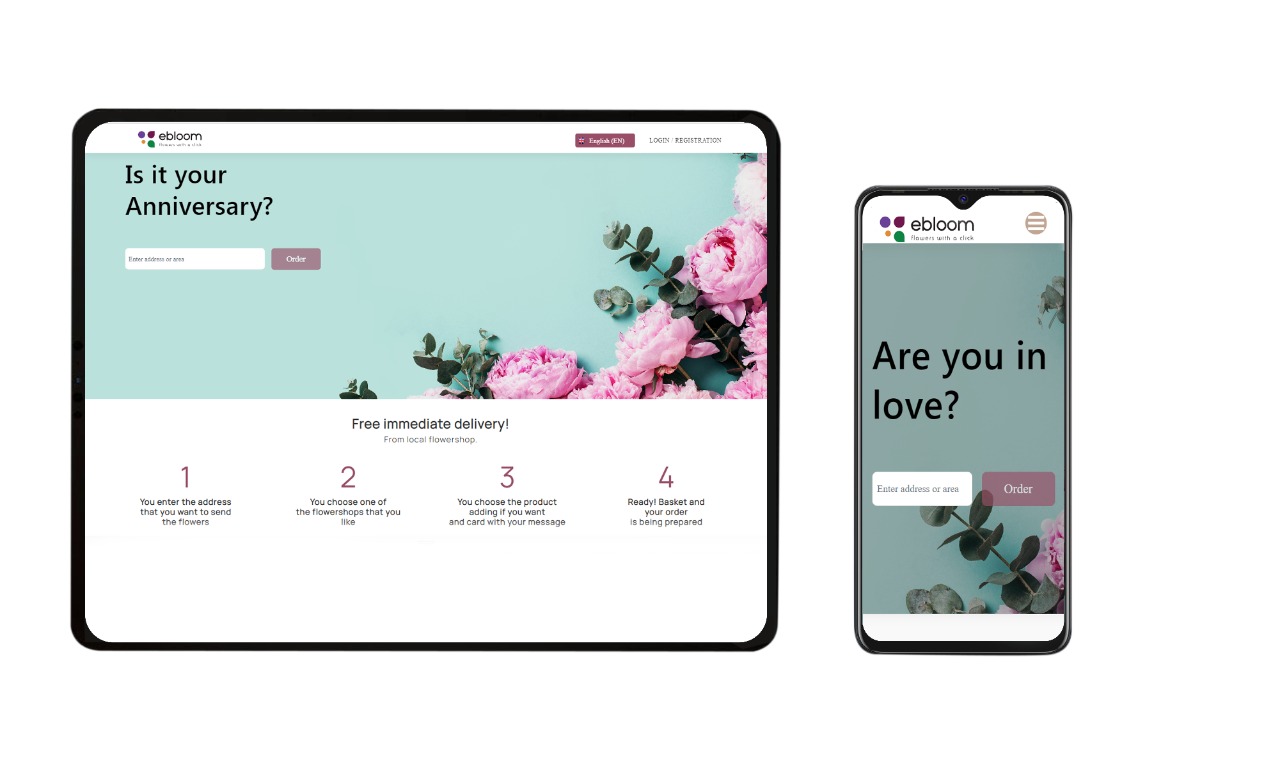 ebloom
flowers with a click
English (EN)
LOGIN / REGISTRATION
Is it your
Anniversary?
Enter address or area
Order
Free immediate delivery!
From local flowershop.
1
You enter the address
that you want to send
the flowers
2
You choose one of
the flowershops that you
like
3
You choose the product
adding if you want
and card with your message
4
Ready! Basket and
your order
is being prepared
ebloom
flowers with a click
Are you in
love?
Enter address or area
Order